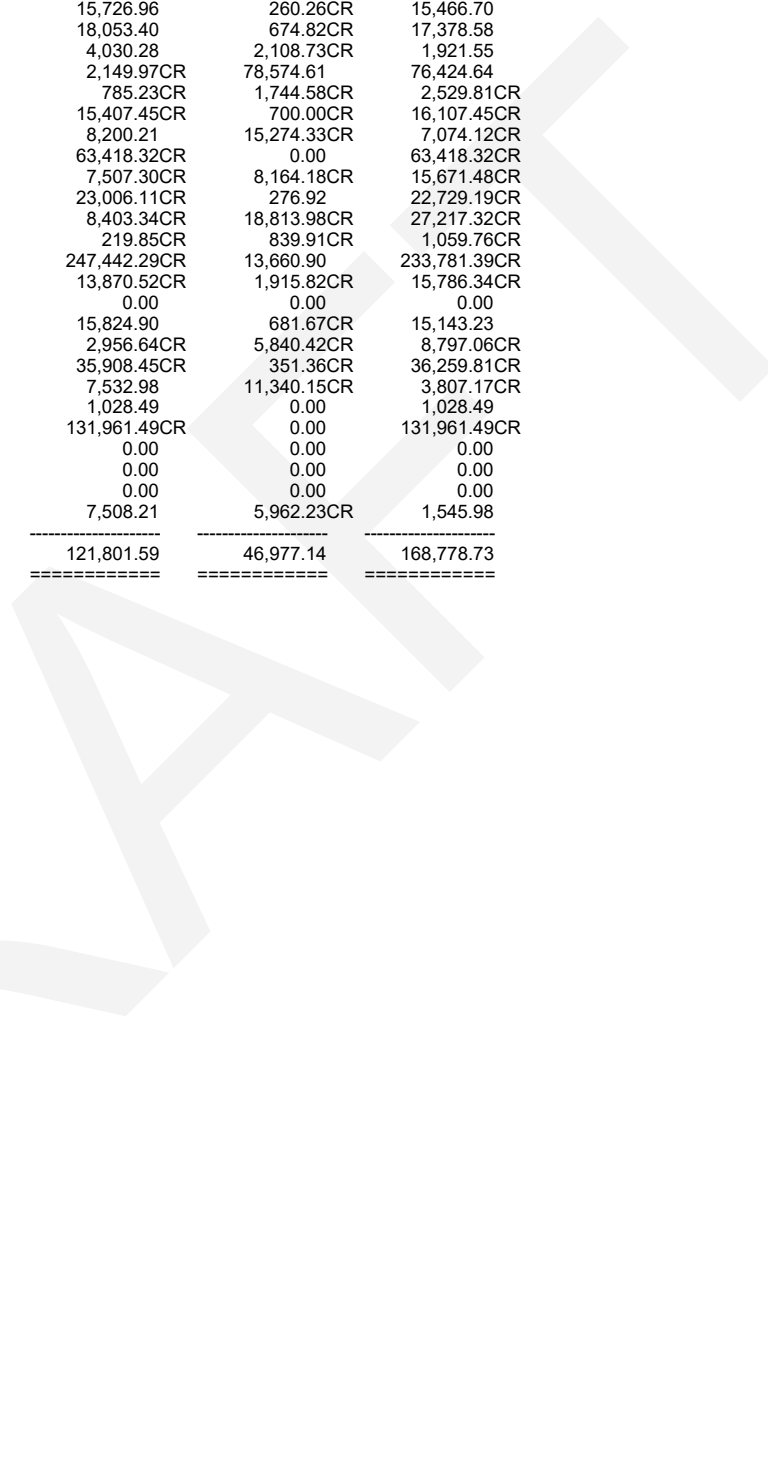 15,726.96 260.26CR 15,466.70
18,053.40 674.82CR 17,378.58
4,030.28 2,108.73CR 1,921.55
2,149.97CR 78,574.61 76,424.64
785.23CR 1,744.58CR 2,529.81CR
15,407.45CR 700.00CR 16,107.45CR
8,200.21 15,274.33CR 7,074.12CR
63,418.32CR 0.00 63,418.32CR
7,507.30CR 8,164.18CR 15,671.48CR
23,006.11CR 276.92 22,729.19CR
8,403.34CR 18,813.98CR 27,217.32CR
219.85CR 839.91CR 1,059.76CR
247,442.29CR 13,660.90 233,781.39CR
13,870.52CR 1,915.82CR 15,786.34CR
0.00 0.00 0.00
15,824.90 681.67CR 15,143.23
2,956.64CR 5,840.42CR 8,797.06CR
35,908.45CR 351.36CR 36,259.81CR
7,532.98 11,340.15CR 3,807.17CR
1,028.49 0.00 1,028.49
131,961.49CR 0.00 131,961.49CR
0.00 0.00 0.00
0.00 0.00 0.00
0.00 0.00 0.00
7,508.21 5,962.23CR 1,545.98
--------------------- --------------------- ---------------------
121,801.59 46,977.14 168,778.73
============ ============ ============